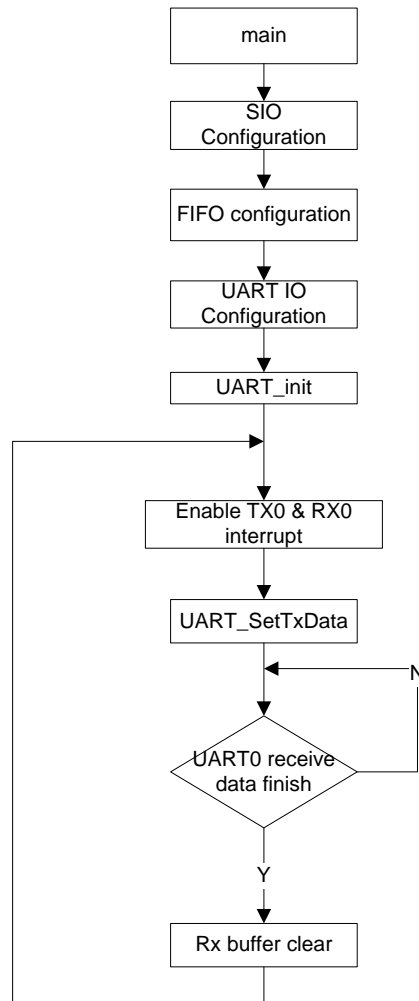 main
SIO
Configuration
FIFO configuration
UART IO
Configuration
UART_init
Enable TX0 & RX0
interrupt
UART_SetTxData
N
UART0 receive
data finish
Y
Rx buffer clear